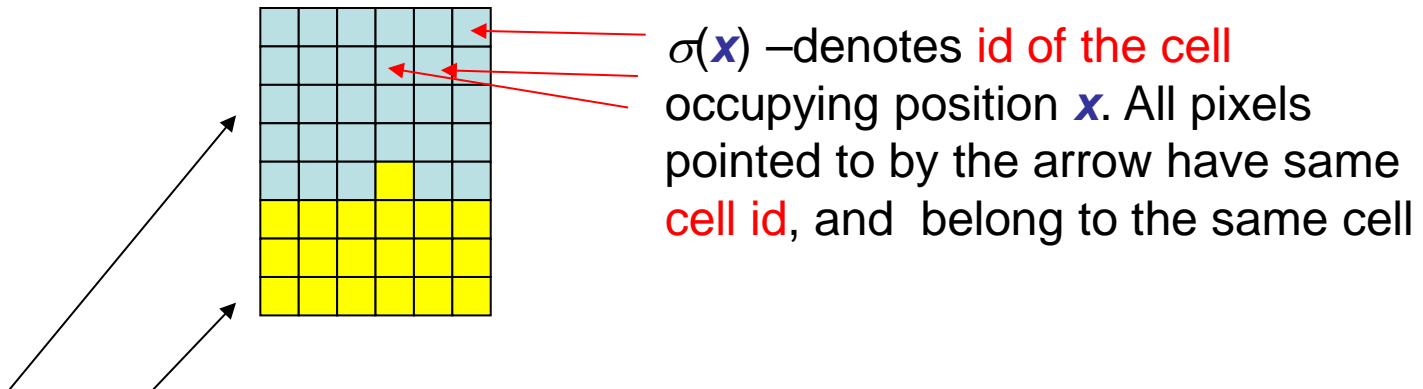 σ(x) –denotes id of the cell
occupying position x. All pixels
pointed to by the arrow have same
cell id, and belong to the same cell